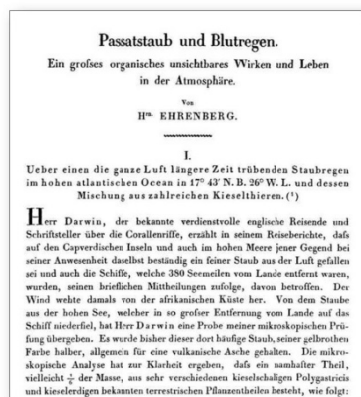 Passatstaub und Blutregen.
Ein grofses organisches unsichtbares Wirken und Leben
in der Atmosphäre.
Von
Hrn. EHRENBERG.
I.
Ueber einen die ganze Luft längere Zeit trübenden Staubregen
im hohen atlantischen Ocean in 17° 43′ N. B. 26° W. L. und dessen
Mischung aus zahlreichen Kieselthieren. (¹)
Herr Darwin, der bekannte verdienstvolle englische Reisende und
Schriftsteller über die Corallenriffe, erzählt in seinem Reiseberichte, dafs
auf den Capverdischen Inseln und auch im hohen Meere jener Gegend bei
seiner Anwesenheit daselbst beständig ein feiner Staub aus der Luft gefallen
sei und auch die Schiffe, welche 380 Seemeilen vom Lande entfernt waren,
wurden, seinen brieflichen Mittheilungen zufolge, davon betroffen. Der
Wind wehte damals von der afrikanischen Küste her. Von dem Staube
aus der hohen See, welcher in so grofser Entfernung vom Lande auf das
Schiff niederfiel, hat Herr Darwin eine Probe meiner mikroskopischen Prü-
fung übergeben. Es wurde bisher dieser dort häufige Staub, seiner gelbrothen
Farbe halber, allgemein für eine vulkanische Asche gehalten. Die mikro-
skopische Analyse hat zur Klarheit ergeben, dafs ein namhafter Theil,
vielleicht ⅙ der Masse, aus sehr verschiedenen kieselschaligen Polygastricis
und kieselerdigen bekannten terrestrischen Pflanzentheilen besteht, wie folgt: